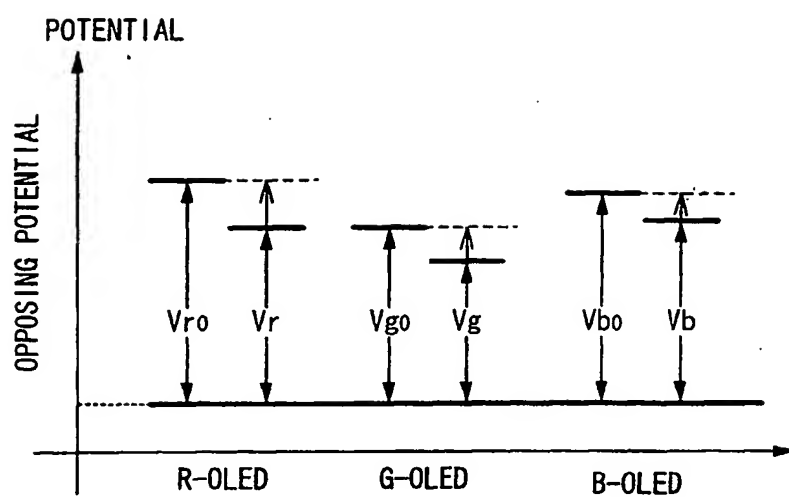 POTENTIAL
OPPOSING POTENTIAL
Vro Vr Vgo Vg Vbo Vb
R-OLED G-OLED B-OLED